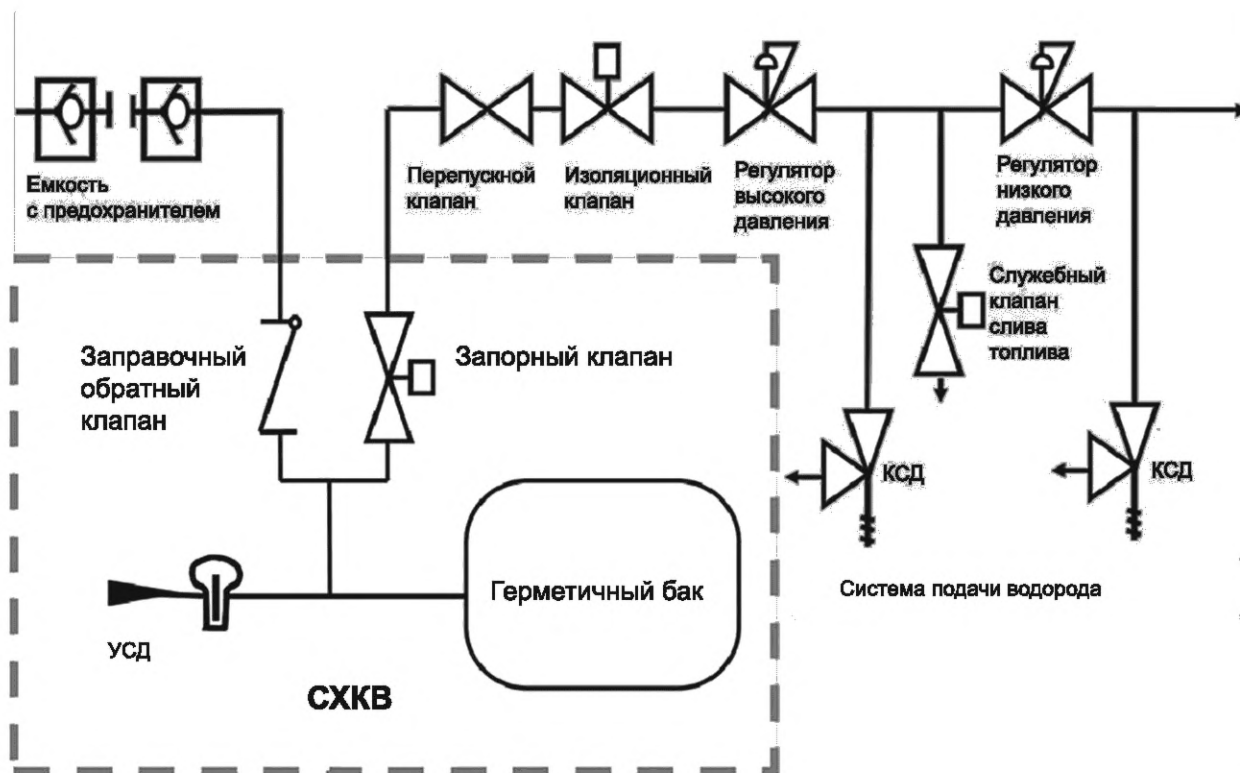 Емкость
с предохранителем
Перепускной
клапан
Изоляционный
клапан
Регулятор
высокого
давления
Регулятор
низкого
давления
Служебный
клапан
слива
топлива
Заправочный
обратный
клапан
Запорный клапан
КСД
КСД
Герметичный бак
Система подачи водорода
УСД
СХКВ